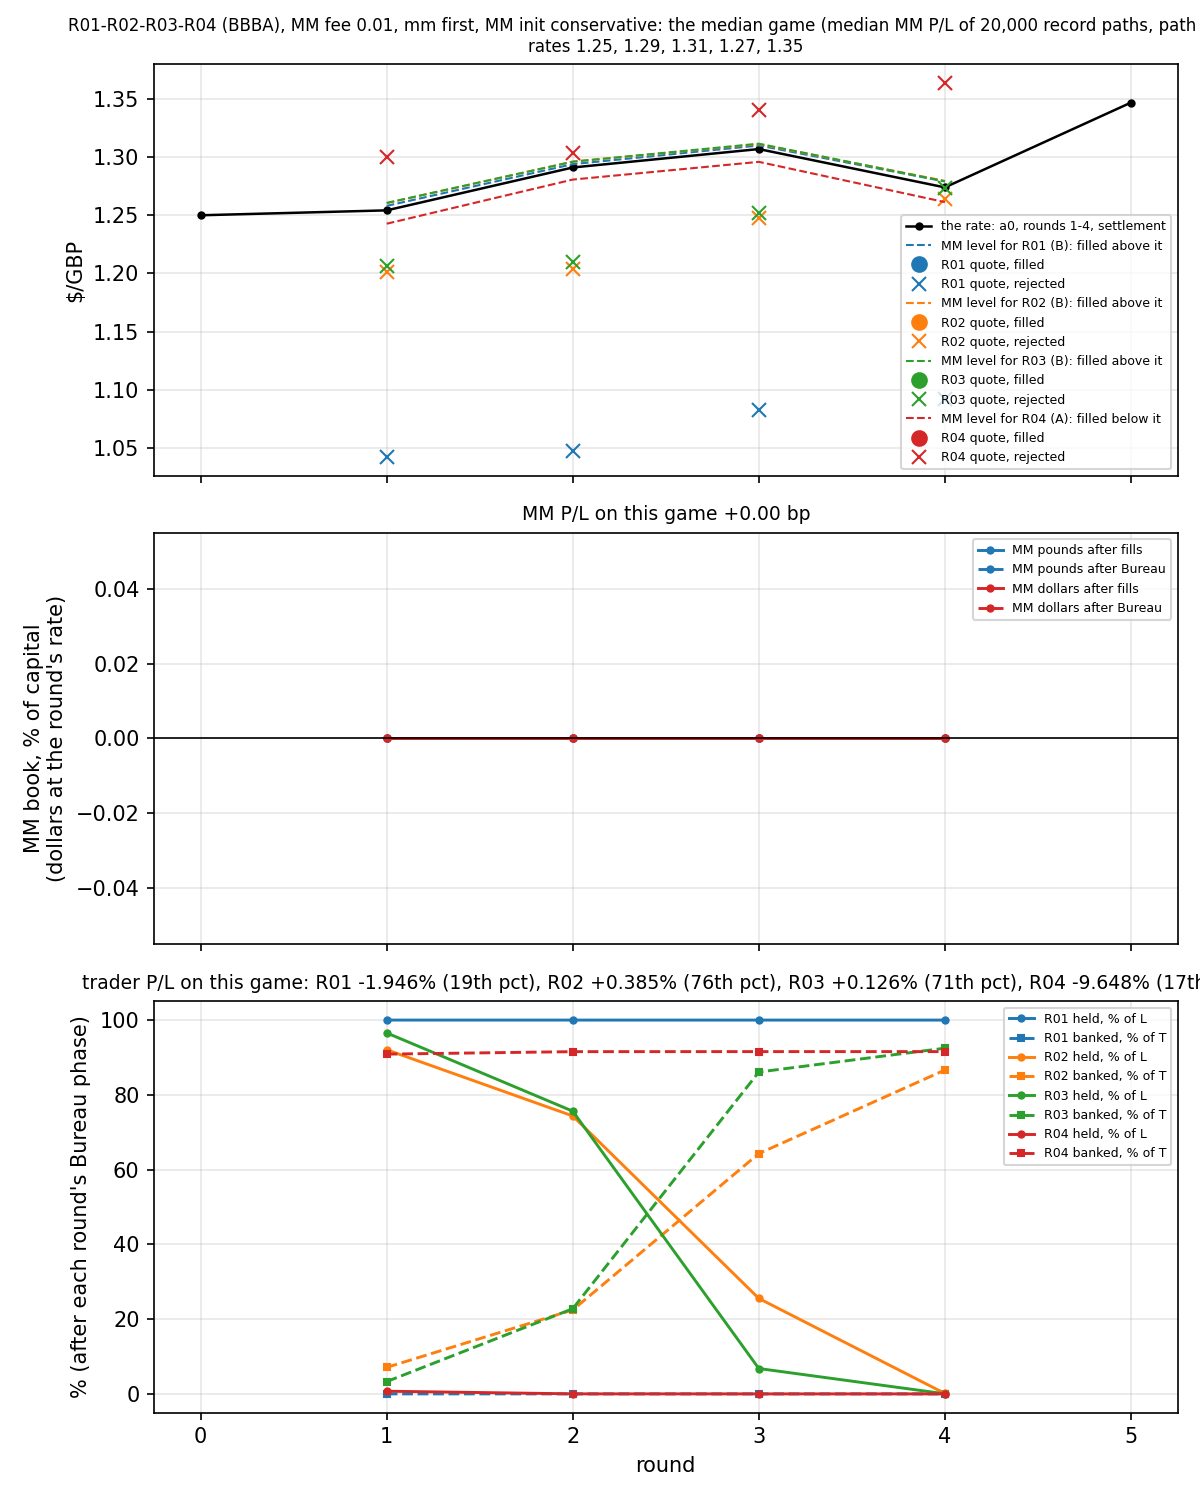 R01-R02-R03-R04 (BBBA), MM fee 0.01, mm first, MM init conservative: the median game (median MM P/L of 20,000 record paths, path
rates 1.25, 1.29, 1.31, 1.27, 1.35
1.35
1.30
1.25
1.20
1.15
1.10
1.05
$/GBP
the rate: a0, rounds 1-4, settlement
MM level for R01 (B): filled above it
R01 quote, filled
R01 quote, rejected
MM level for R02 (B): filled above it
R02 quote, filled
R02 quote, rejected
MM level for R03 (B): filled above it
R03 quote, filled
R03 quote, rejected
MM level for R04 (A): filled below it
R04 quote, filled
R04 quote, rejected
MM P/L on this game +0.00 bp
0.04
0.02
0.00
−0.02
−0.04
MM book, % of capital
(dollars at the round's rate)
MM pounds after fills
MM pounds after Bureau
MM dollars after fills
MM dollars after Bureau
trader P/L on this game: R01 -1.946% (19th pct), R02 +0.385% (76th pct), R03 +0.126% (71th pct), R04 -9.648% (17th
100
80
60
40
20
0
% (after each round's Bureau phase)
R01 held, % of L
R01 banked, % of T
R02 held, % of L
R02 banked, % of T
R03 held, % of L
R03 banked, % of T
R04 held, % of L
R04 banked, % of T
0
1
2
3
4
5
round